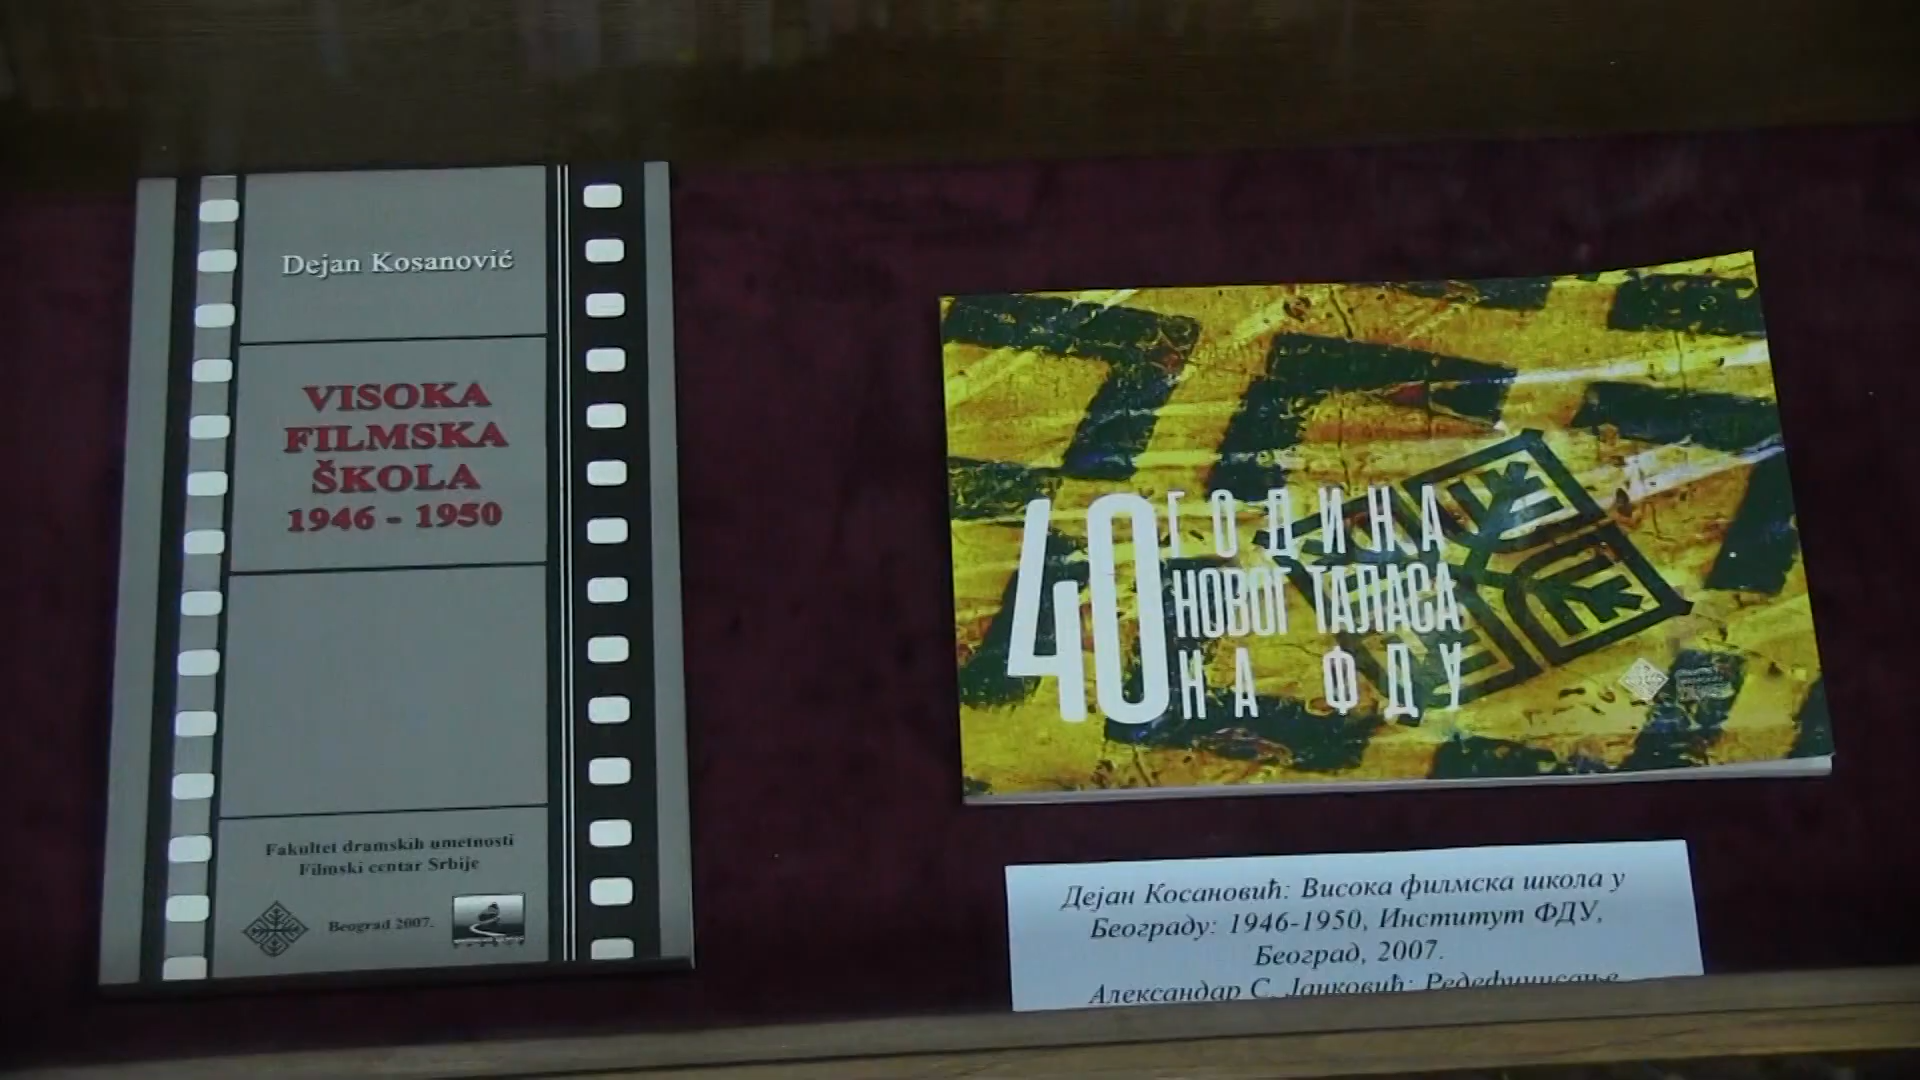 Dejan Kosanović
VISOKA
FILMSKA
ŠKOLA
1946 - 1950
Fakultet dramskih umetnosti
Filmski centar Srbije
Beograd 2007.
40 ГОДИНА
НОВОГ ТАЛАСА
НА ФДУ
Дејан Косановић: Висока филмска школа у
Београду: 1946-1950, Институт ФДУ,
Београд, 2007.
Александар С. Јанковић: Редефинисање